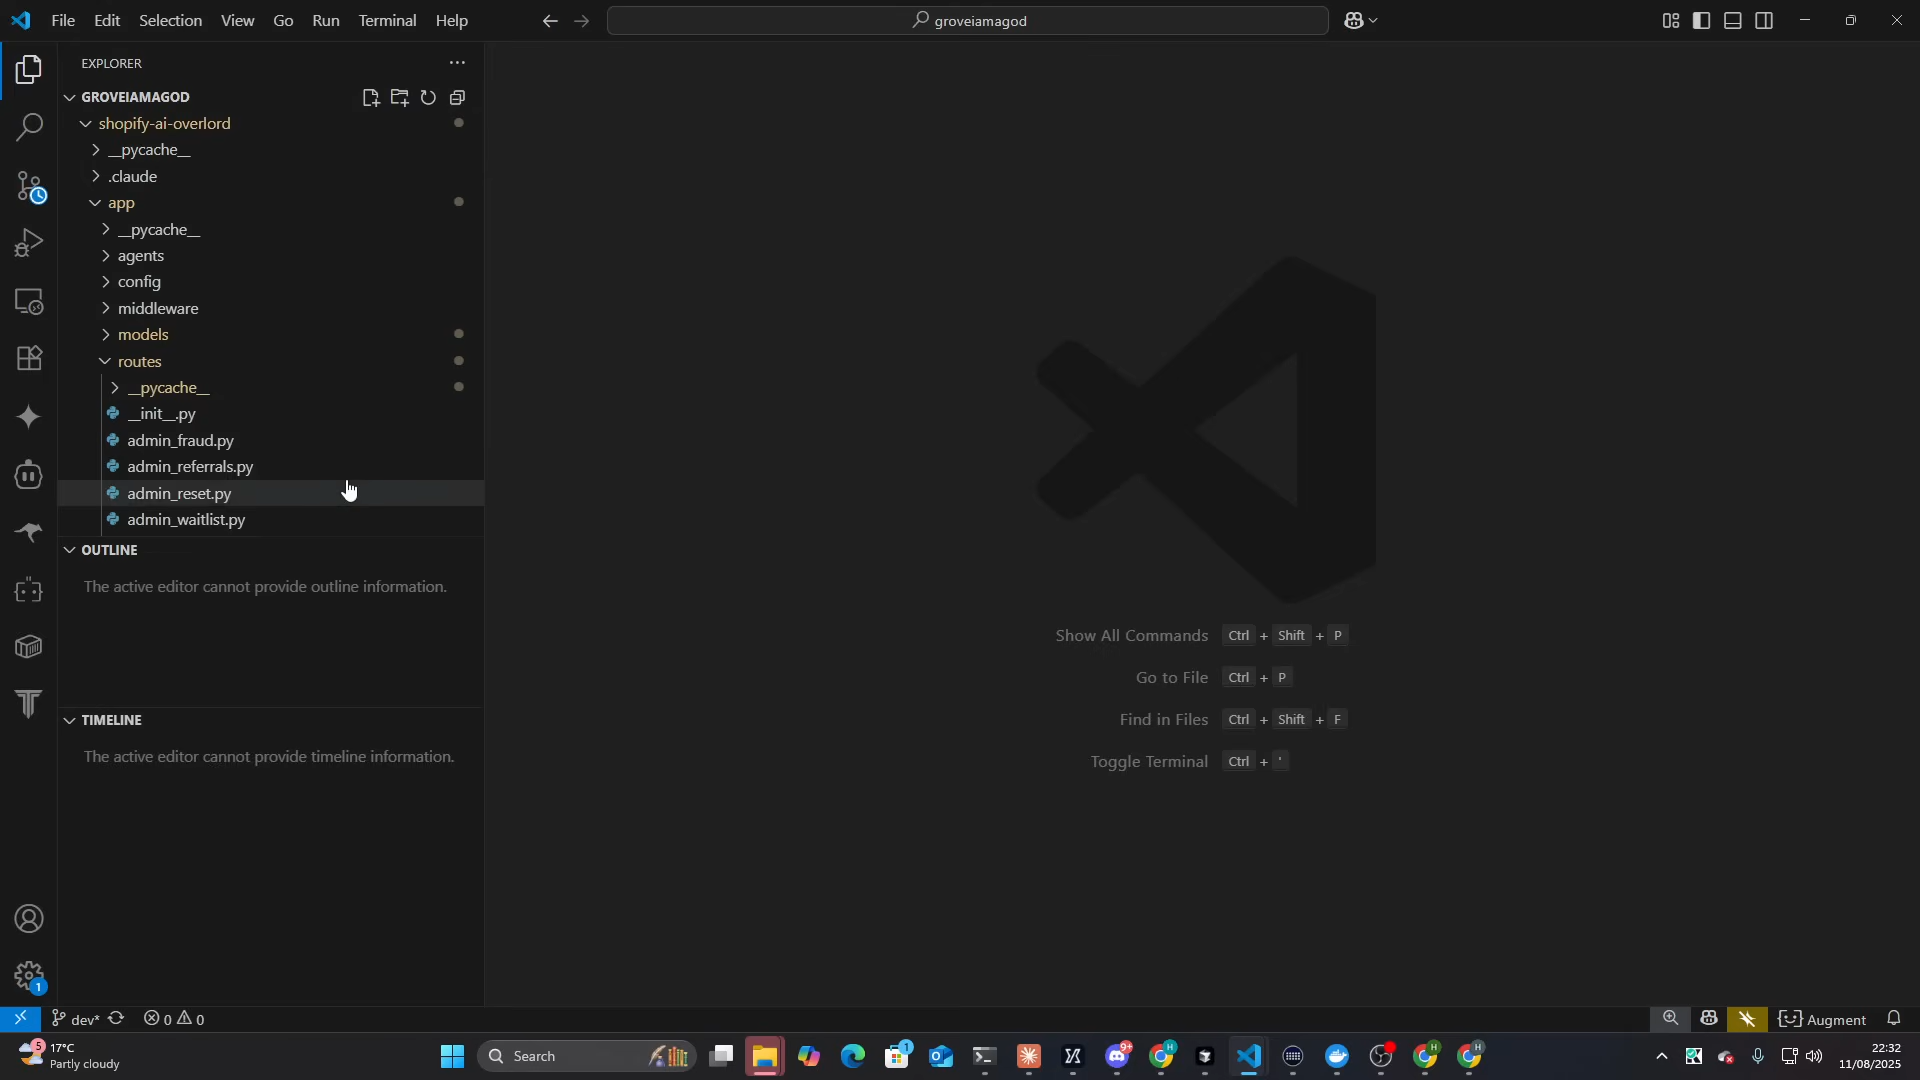 File Edit Selection View Go Run Terminal Help
groveiamagod
EXPLORER
GROVEIAMAGOD
shopify-ai-overlord
__pycache__
.claude
app
__pycache__
agents
config
middleware
models
routes
__pycache__
__init__.py
admin_fraud.py
admin_referrals.py
admin_reset.py
admin_waitlist.py
OUTLINE
The active editor cannot provide outline information.
TIMELINE
The active editor cannot provide timeline information.
Show All Commands Ctrl + Shift + P
Go to File Ctrl + P
Find in Files Ctrl + Shift + F
Toggle Terminal Ctrl + '
1
dev* 0 0
Augment
5
17°C
Partly cloudy
Search
1
9+
H
H
H
22:32
11/08/2025